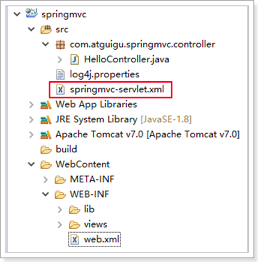 springmvc
src
com.atguigu.springmvc.controller
HelloController.java
log4j.properties
springmvc-servlet.xml
Web App Libraries
JRE System Library [JavaSE-1.8]
Apache Tomcat v7.0 [Apache Tomcat v7.0]
build
WebContent
META-INF
WEB-INF
lib
views
web.xml